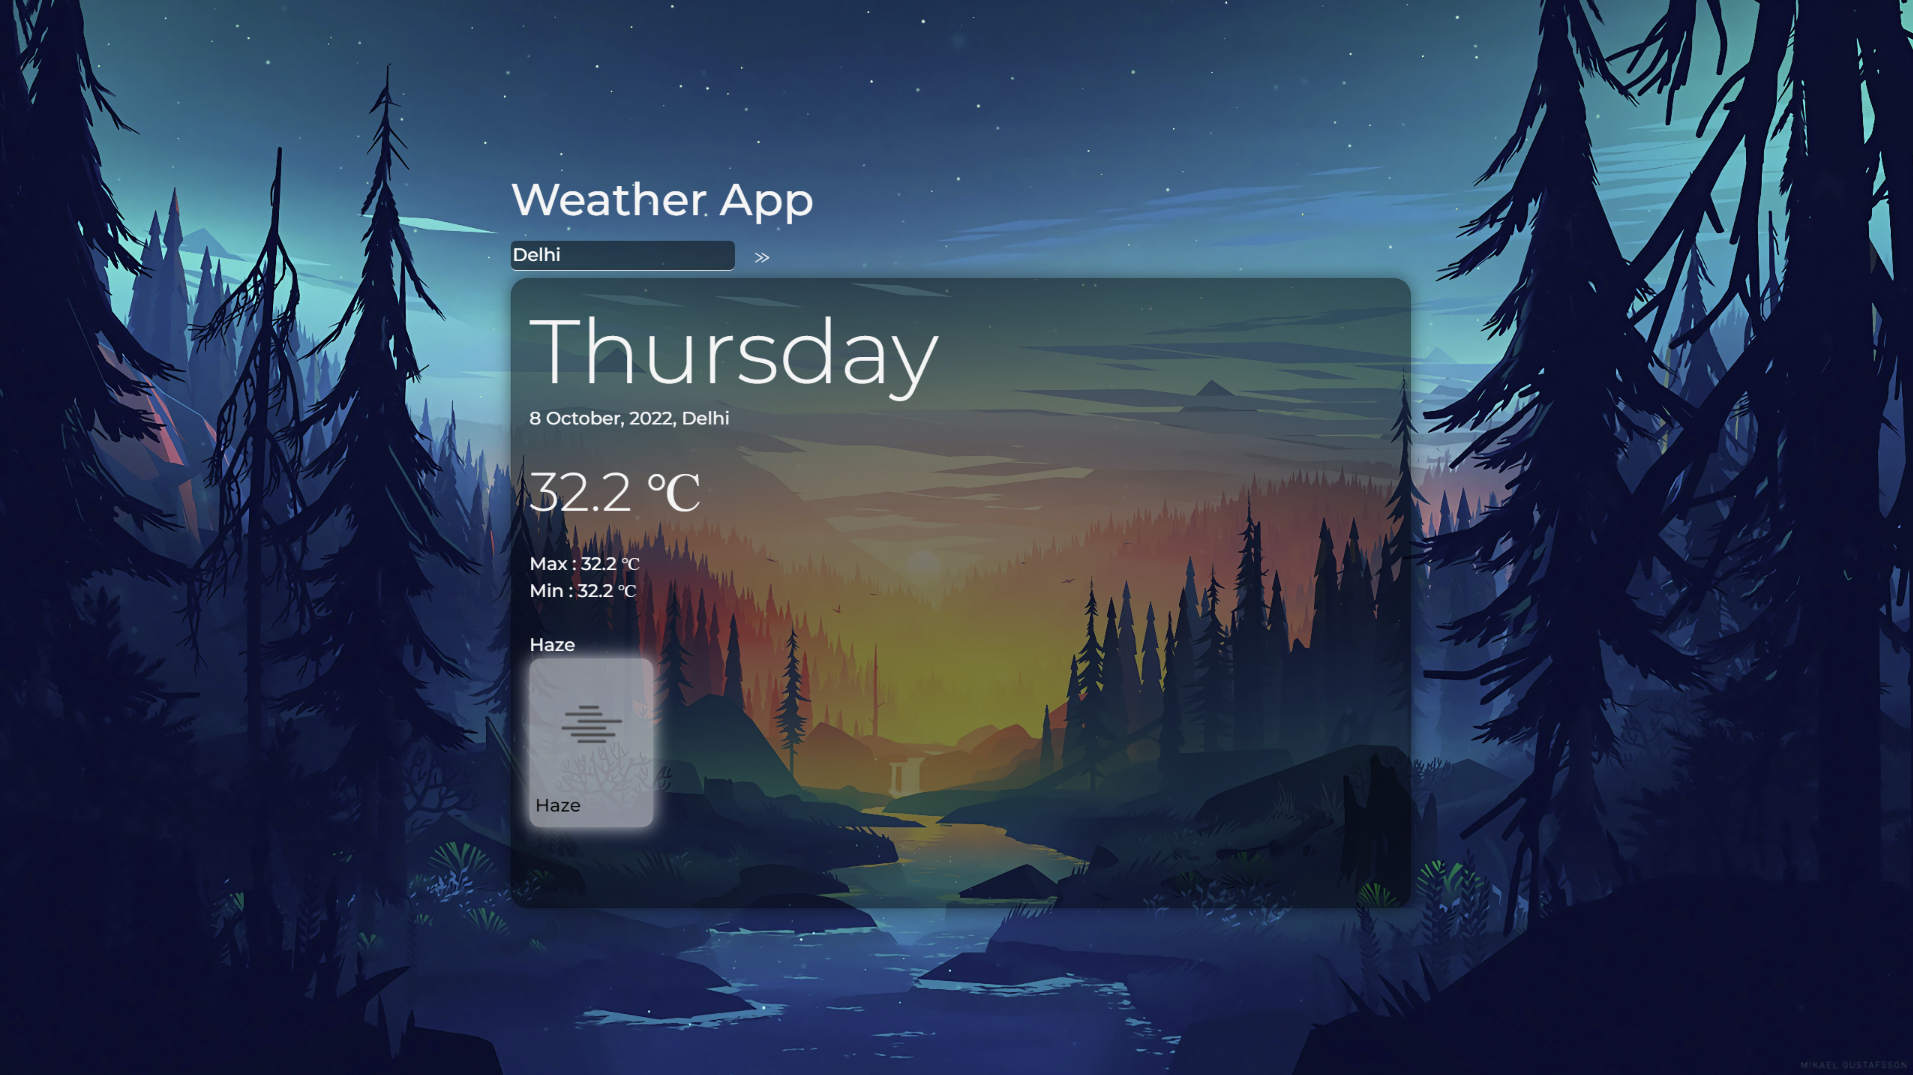 Weather App
Delhi
Thursday
8 October, 2022, Delhi
32.2 ℃
Max : 32.2 ℃
Min : 32.2 ℃
Haze
Haze
MIKAEL GUSTAFSSON